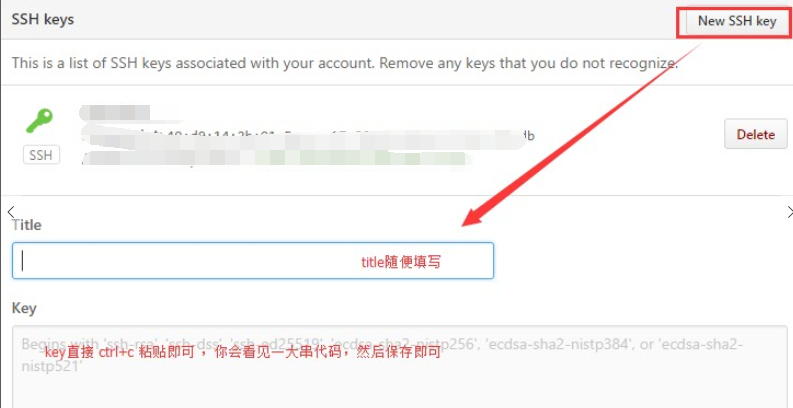 SSH keys
New SSH key
This is a list of SSH keys associated with your account. Remove any keys that you do not recognize.
db
SSH
Delete
Title
title随便填写
Key
Begins with 'ssh-rsa', 'ssh-dss', 'ssh-ed25519', 'ecdsa-sha2-nistp256', 'ecdsa-sha2-nistp384', or 'ecdsa-sha2-
key直接 ctrl+c 粘贴即可 ，你会看见一大串代码，然后保存即可
nistp521'